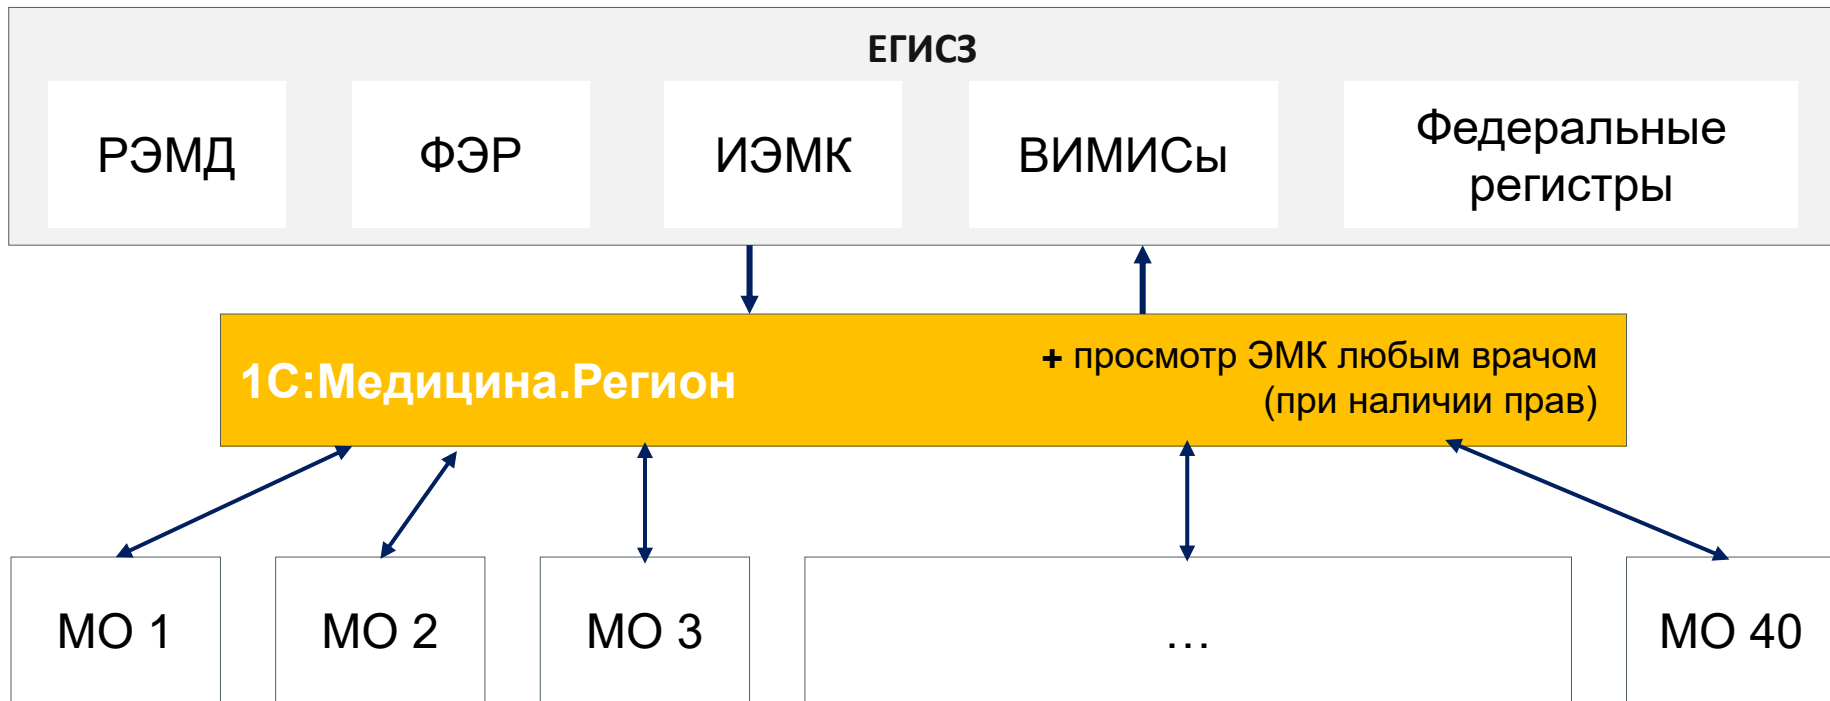 ЕГИСЗ
РЭМД
ФЭР
ИЭМК
ВИМИСы
Федеральные
регистры
1С:Медицина.Регион
+ просмотр ЭМК любым врачом
(при наличии прав)
МО 1
МО 2
МО 3
...
МО 40